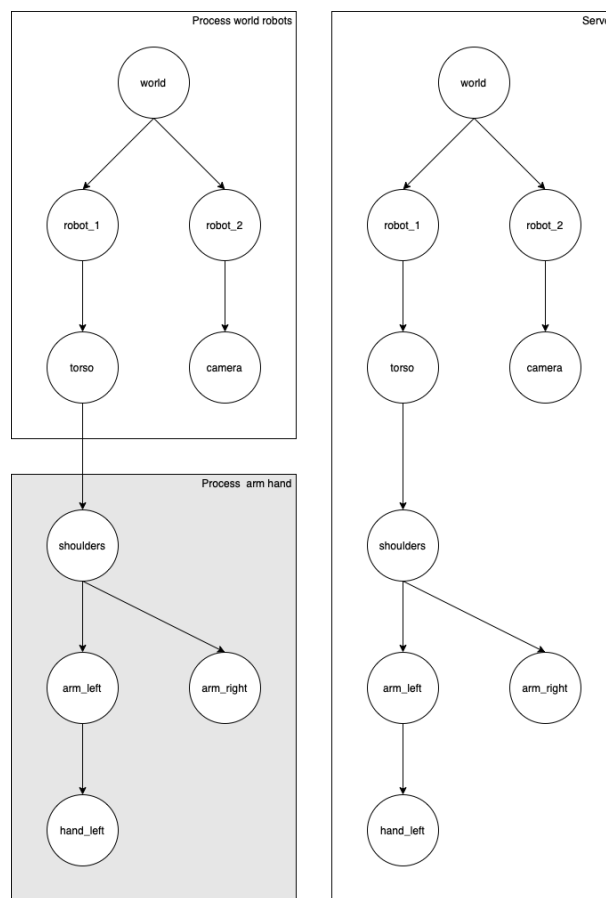 Process world robots
world
robot_1
robot_2
torso
camera
Process arm hand
shoulders
arm_left
arm_right
hand_left
Serve
world
robot_1
robot_2
torso
camera
shoulders
arm_left
arm_right
hand_left